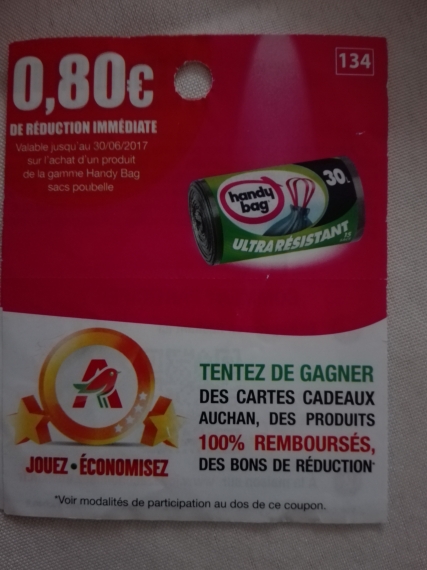 134
0,80€
DE RÉDUCTION IMMÉDIATE
Valable jusqu'au 30/06/2017
sur l'achat d'un produit
de la gamme Handy Bag
sacs poubelle
handy
bag
30L
ULTRA RÉSISTANT
A
TENTEZ DE GAGNER
DES CARTES CADEAUX
AUCHAN, DES PRODUITS
100% REMBOURSÉS,
DES BONS DE RÉDUCTION*
JOUEZ • ÉCONOMISEZ
*Voir modalités de participation au dos de ce coupon.